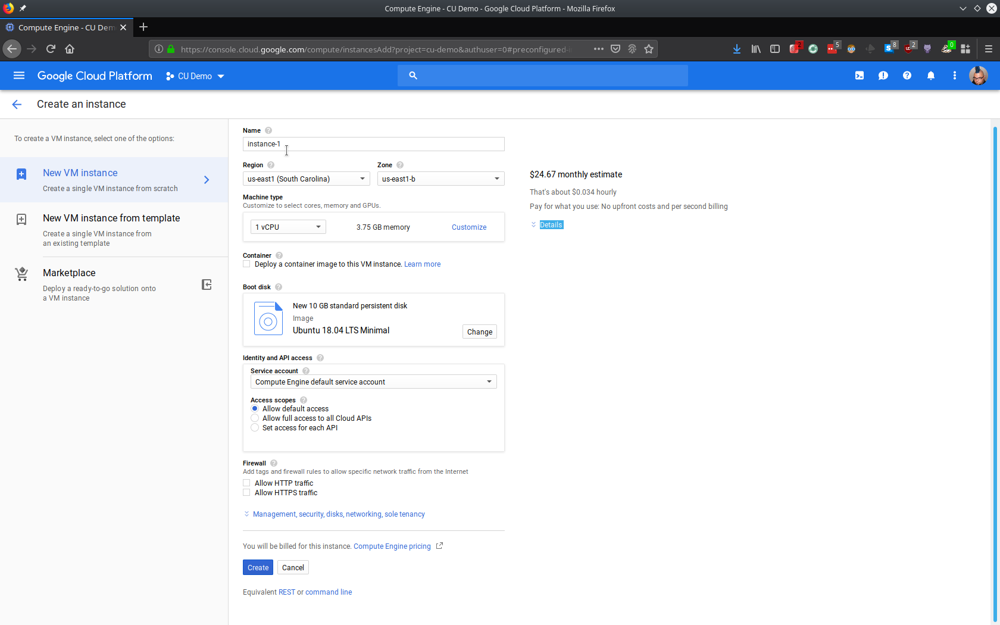 Compute Engine - CU Demo - Google Cloud Platform - Mozilla Firefox
Compute Engine - CU Dem
https://console.cloud.google.com/compute/instancesAdd?project=cu-demo&authuser=0#preconfigured-i
2
5
8
2
0
Google Cloud Platform
CU Demo
Create an instance
To create a VM instance, select one of the options:
New VM instance
Create a single VM instance from scratch
New VM instance from template
Create a single VM instance from
an existing template
Marketplace
Deploy a ready-to-go solution onto
a VM instance
Name
instance-1
Region
Zone
us-east1 (South Carolina)
us-east1-b
Machine type
Customize to select cores, memory and GPUs.
1 vCPU
3.75 GB memory
Customize
Container
Deploy a container image to this VM instance. Learn more
Boot disk
New 10 GB standard persistent disk
Image
Ubuntu 18.04 LTS Minimal
Change
Identity and API access
Service account
Compute Engine default service account
Access scopes
Allow default access
Allow full access to all Cloud APIs
Set access for each API
Firewall
Add tags and firewall rules to allow specific network traffic from the Internet
Allow HTTP traffic
Allow HTTPS traffic
Management, security, disks, networking, sole tenancy
You will be billed for this instance. Compute Engine pricing
Create
Cancel
Equivalent REST or command line
$24.67 monthly estimate
That's about $0.034 hourly
Pay for what you use: No upfront costs and per second billing
Details